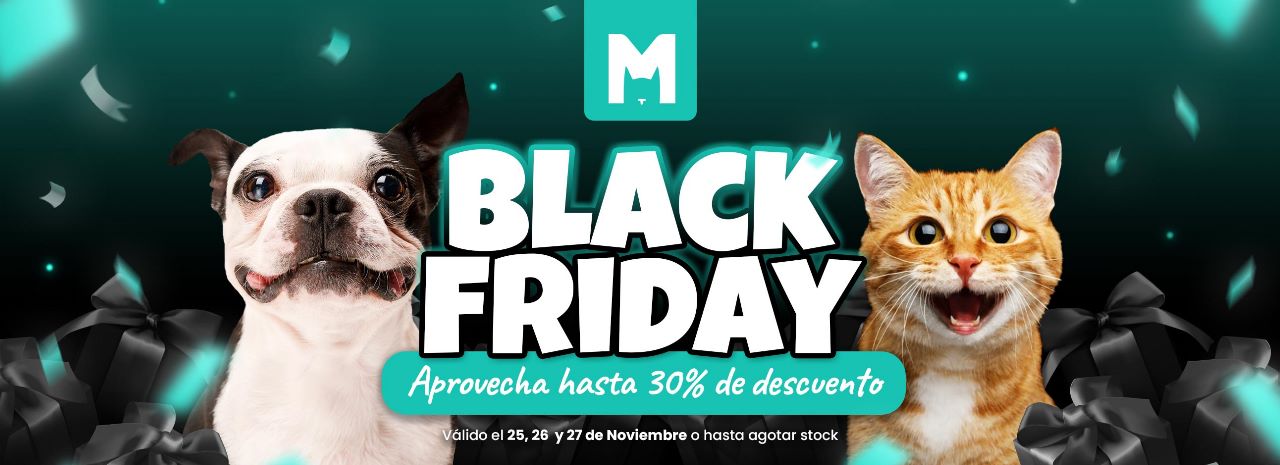 M
BLACK
FRIDAY
Aprovecha hasta 30% de descuento
Válido el 25, 26 y 27 de Noviembre o hasta agotar stock